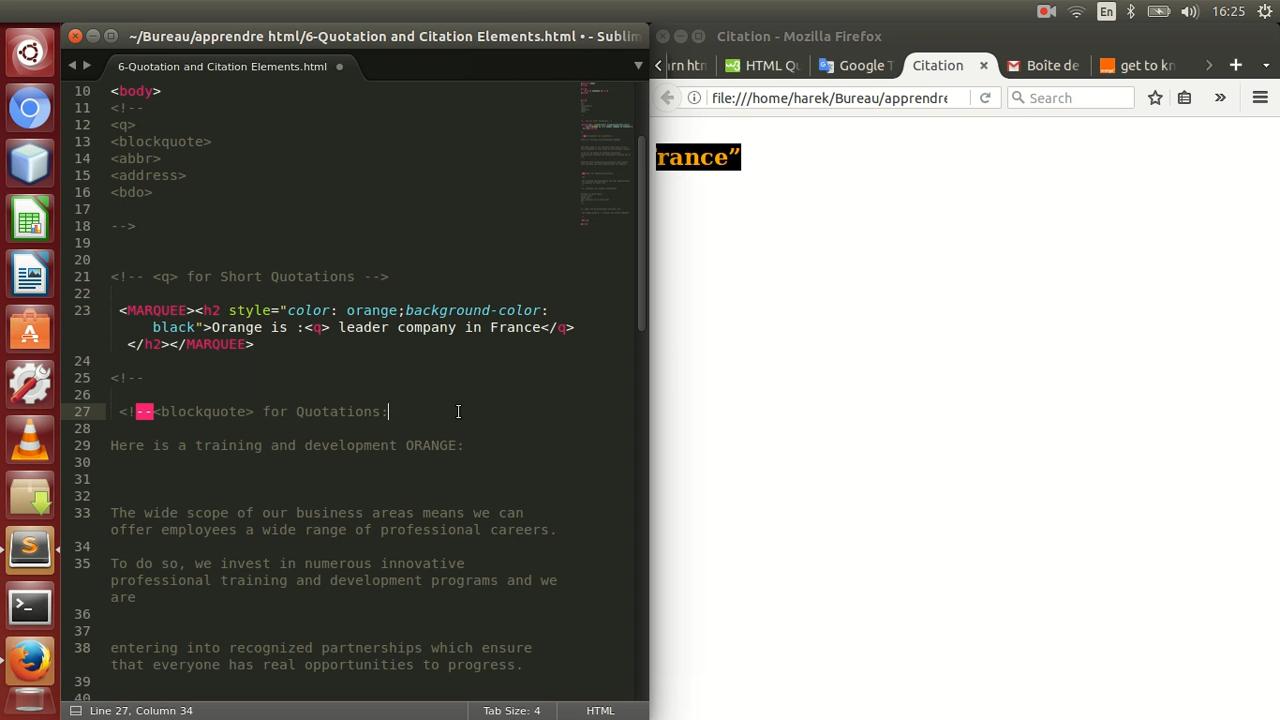 16:25
En
~/Bureau/apprendre html/6-Quotation and Citation Elements.html • - Sublim
Citation - Mozilla Firefox
6-Quotation and Citation Elements.html
arn htm
HTML Qu
Google T
Citation
Boîte de
get to kn
file:///home/harek/Bureau/apprendre
Search
10 <body>
11 <!--
12 <q>
13 <blockquote>
14 <abbr>
15 <address>
16 <bdo>
17
18 -->
19
20
21 <!-- <q> for Short Quotations -->
22
23 <MARQUEE><h2 style="color: orange;background-color:
black">Orange is :<q> leader company in France</q>
</h2></MARQUEE>
24
25 <!--
26
27 <!--<blockquote> for Quotations:
28
29 Here is a training and development ORANGE:
30
31
32
33 The wide scope of our business areas means we can
offer employees a wide range of professional careers.
34
35 To do so, we invest in numerous innovative
professional training and development programs and we
are
36
37
38 entering into recognized partnerships which ensure
that everyone has real opportunities to progress.
39
40
rance”
Line 27, Column 34
Tab Size: 4
HTML